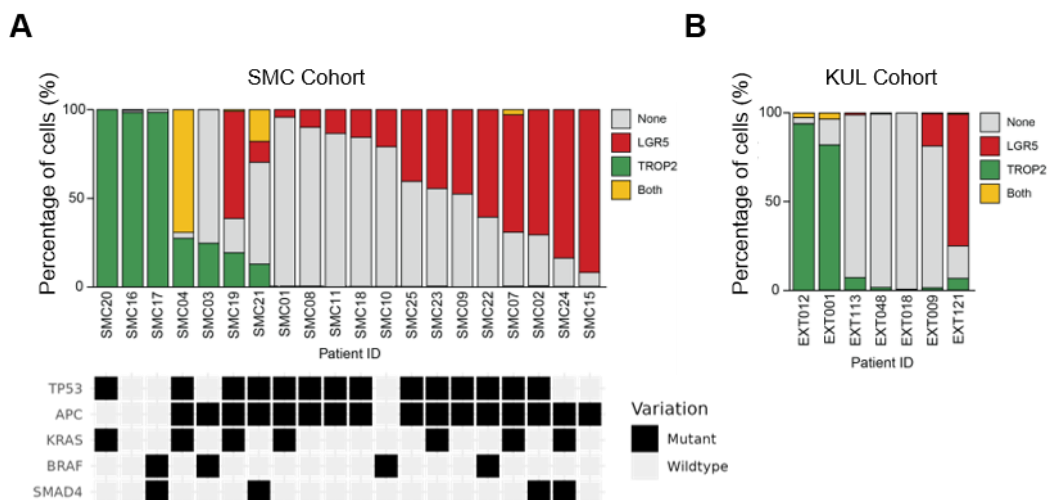 A
B
SMC Cohort
KUL Cohort
Percentage of cells (%)
100
50
0
None
LGR5
TROP2
Both
SMC20
SMC16
SMC17
SMC04
SMC03
SMC19
SMC21
SMC01
SMC08
SMC11
SMC18
SMC10
SMC25
SMC23
SMC09
SMC22
SMC07
SMC02
SMC24
SMC15
Patient ID
Percentage of cells (%)
100
50
0
None
LGR5
TROP2
Both
EXT012
EXT001
EXT113
EXT048
EXT018
EXT009
EXT121
Patient ID
TP53
APC
KRAS
BRAF
SMAD4
Variation
Mutant
Wildtype